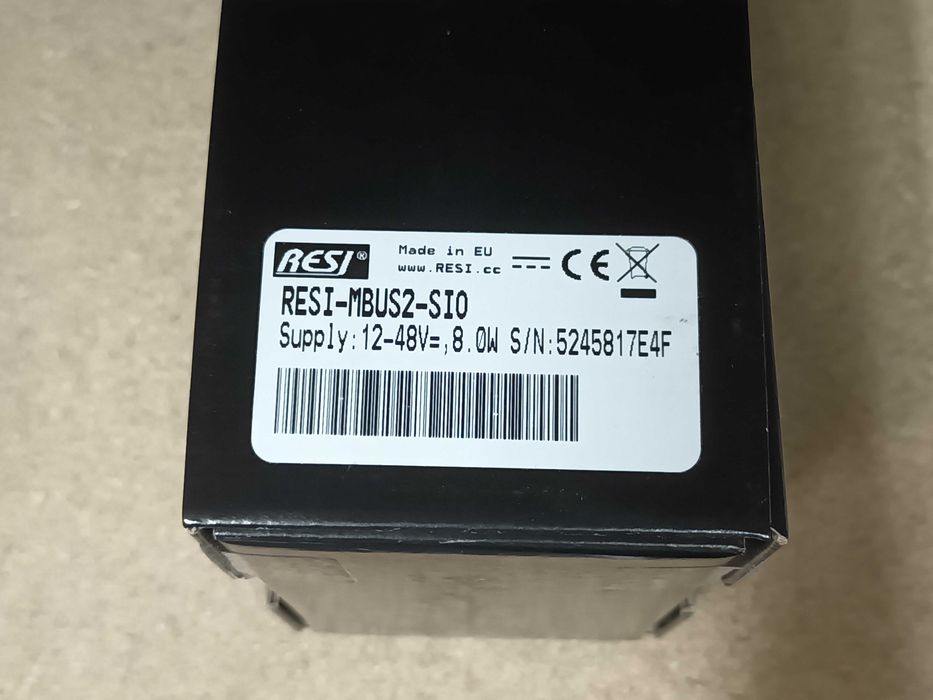 RESI®
Made in EU
www.RESI.cc
CE
RESI-MBUS2-SIO
Supply:12-48V=,8.0W S/N:5245817E4F